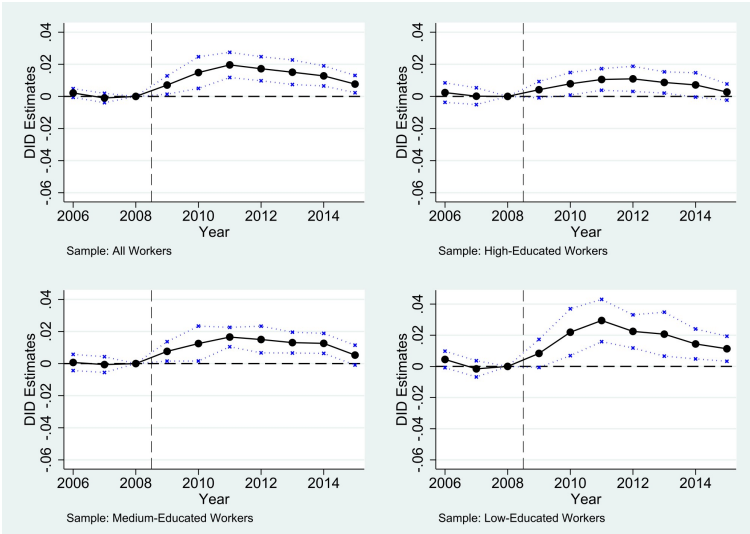 DID Estimates
.04
.02
0
-.02
-.04
-.06
2006 2008 2010 2012 2014
Year
Sample: All Workers
DID Estimates
.04
.02
0
-.02
-.04
-.06
2006 2008 2010 2012 2014
Year
Sample: High-Educated Workers
DID Estimates
.04
.02
0
-.02
-.04
-.06
2006 2008 2010 2012 2014
Year
Sample: Medium-Educated Workers
DID Estimates
.04
.02
0
-.02
-.04
-.06
2006 2008 2010 2012 2014
Year
Sample: Low-Educated Workers